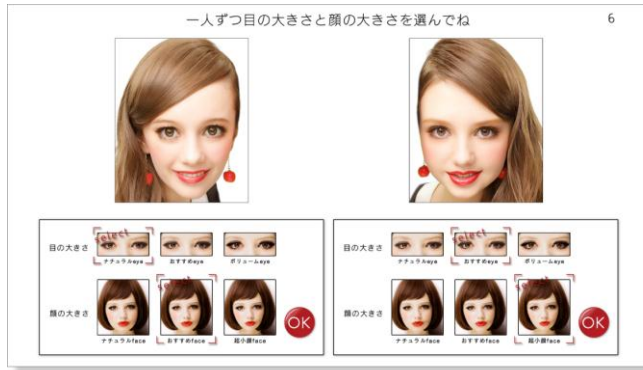 一人ずつ目の大きさと顔の大きさを選んでね
6
目の大きさ
select
ナチュラルeye
おすすめeye
ボリュームeye
顔の大きさ
select
ナチュラルface
おすすめface
超小顔face
OK
目の大きさ
select
ナチュラルeye
おすすめeye
ボリュームeye
顔の大きさ
select
ナチュラルface
おすすめface
超小顔face
OK